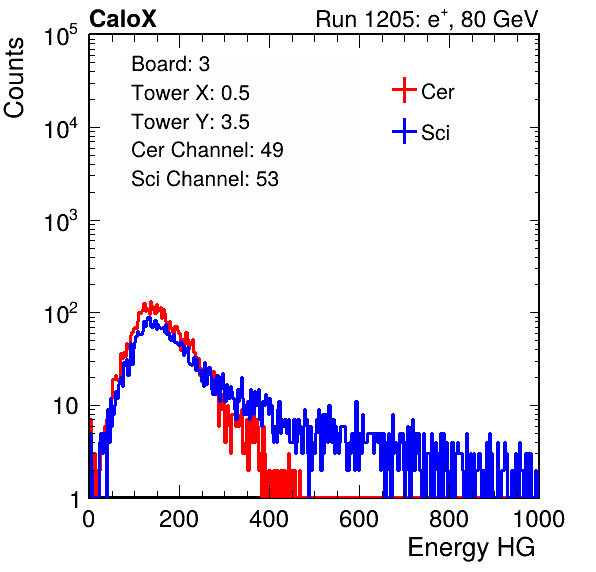 CaloX Run 1205: e+, 80 GeV
Counts
Board: 3
Tower X: 0.5
Tower Y: 3.5
Cer Channel: 49
Sci Channel: 53
Cer
Sci
10^5
10^4
10^3
10^2
10
1
0 200 400 600 800 1000
Energy HG